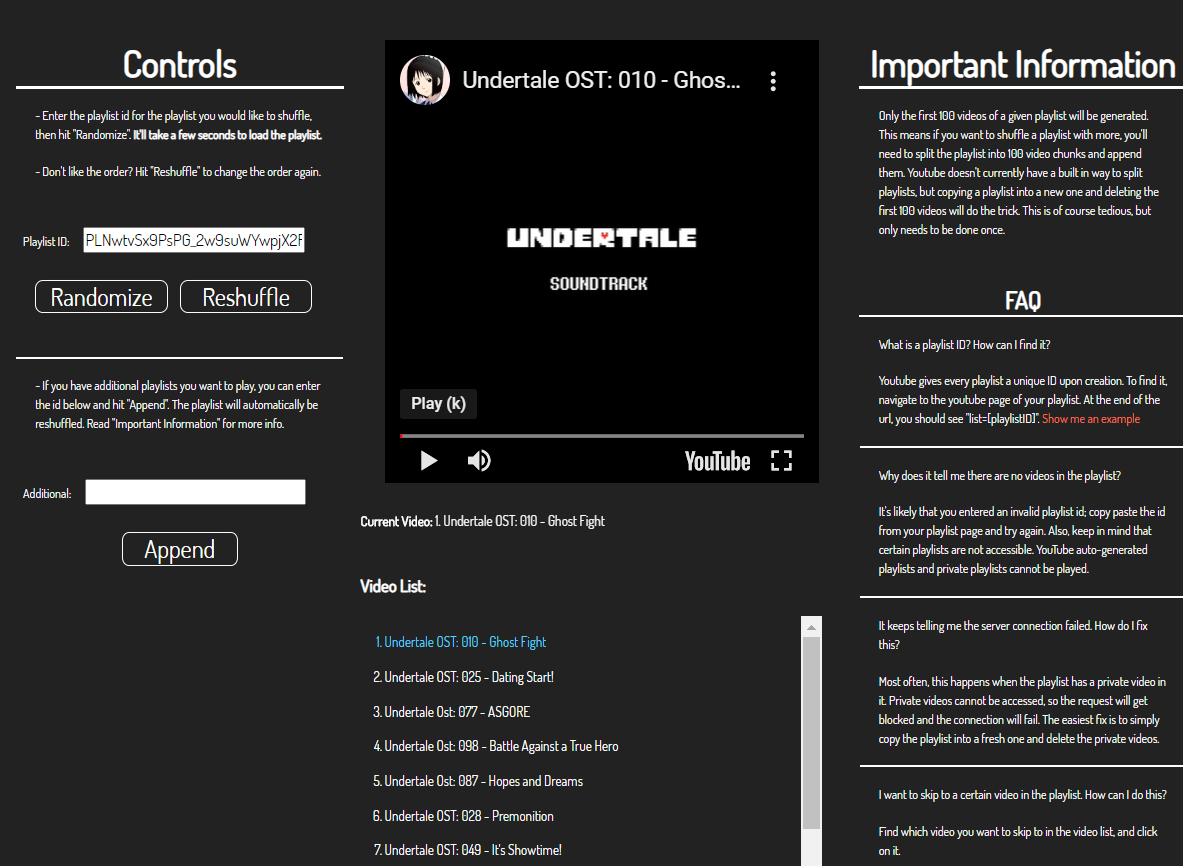 Controls
- Enter the playlist id for the playlist you would like to shuffle,
then hit "Randomize". It'll take a few seconds to load the playlist.
- Don't like the order? Hit "Reshuffle" to change the order again.
Playlist ID:
PLNwtvSx9PsPG_2w9suWYwpjX2F
Randomize
Reshuffle
- If you have additional playlists you want to play, you can enter
the id below and hit "Append". The playlist will automatically be
reshuffled. Read "Important Information" for more info.
Additional:
Append
Undertale OST: 010 - Ghos...
UNDERTALE
SOUNDTRACK
Play (k)
YouTube
Current Video: 1. Undertale OST: 010 - Ghost Fight
Video List:
1. Undertale OST: 010 - Ghost Fight
2. Undertale OST: 025 - Dating Start!
3. Undertale Ost: 077 - ASGORE
4. Undertale Ost: 098 - Battle Against a True Hero
5. Undertale Ost: 087 - Hopes and Dreams
6. Undertale OST: 028 - Premonition
7. Undertale OST: 049 - It's Showtime!
Important Information
Only the first 100 videos of a given playlist will be generated.
This means if you want to shuffle a playlist with more, you'll
need to split the playlist into 100 video chunks and append
them. Youtube doesn't currently have a built in way to split
playlists, but copying a playlist into a new one and deleting the
first 100 videos will do the trick. This is of course tedious, but
only needs to be done once.
FAQ
What is a playlist ID? How can I find it?
Youtube gives every playlist a unique ID upon creation. To find it,
navigate to the youtube page of your playlist. At the end of the
url, you should see "list=[playlistID]". Show me an example
Why does it tell me there are no videos in the playlist?
It's likely that you entered an invalid playlist id; copy paste the id
from your playlist page and try again. Also, keep in mind that
certain playlists are not accessible. YouTube auto-generated
playlists and private playlists cannot be played.
It keeps telling me the server connection failed. How do I fix
this?
Most often, this happens when the playlist has a private video in
it. Private videos cannot be accessed, so the request will get
blocked and the connection will fail. The easiest fix is to simply
copy the playlist into a fresh one and delete the private videos.
I want to skip to a certain video in the playlist. How can I do this?
Find which video you want to skip to in the video list, and click
on it.